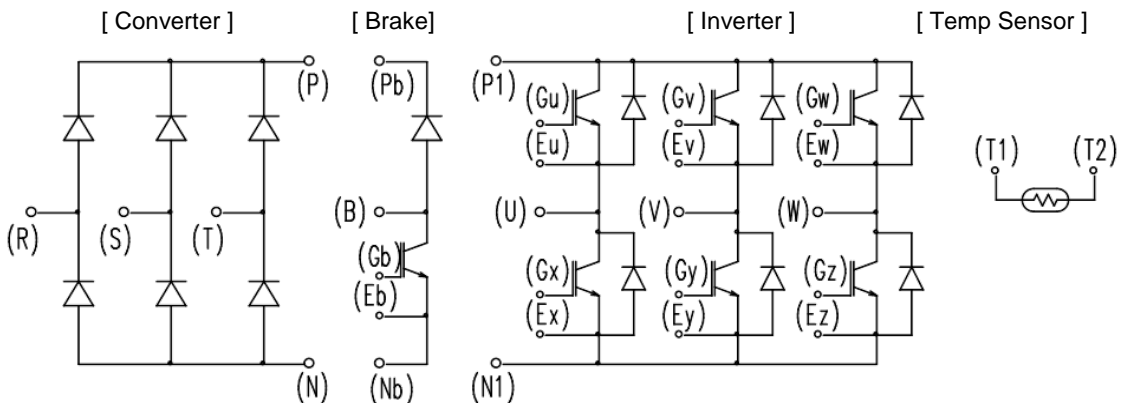 [ Converter ] [ Brake] [ Inverter ] [ Temp Sensor ]
(P) (Pb) (P1)
(Gu) (Gv) (Gw)
(Eu) (Ev) (Ew)
(T1) (T2)
(R) (S) (T) (B) (U) (V) (W)
(Gb) (Gx) (Gy) (Gz)
(Eb) (Ex) (Ey) (Ez)
(N) (Nb) (N1)